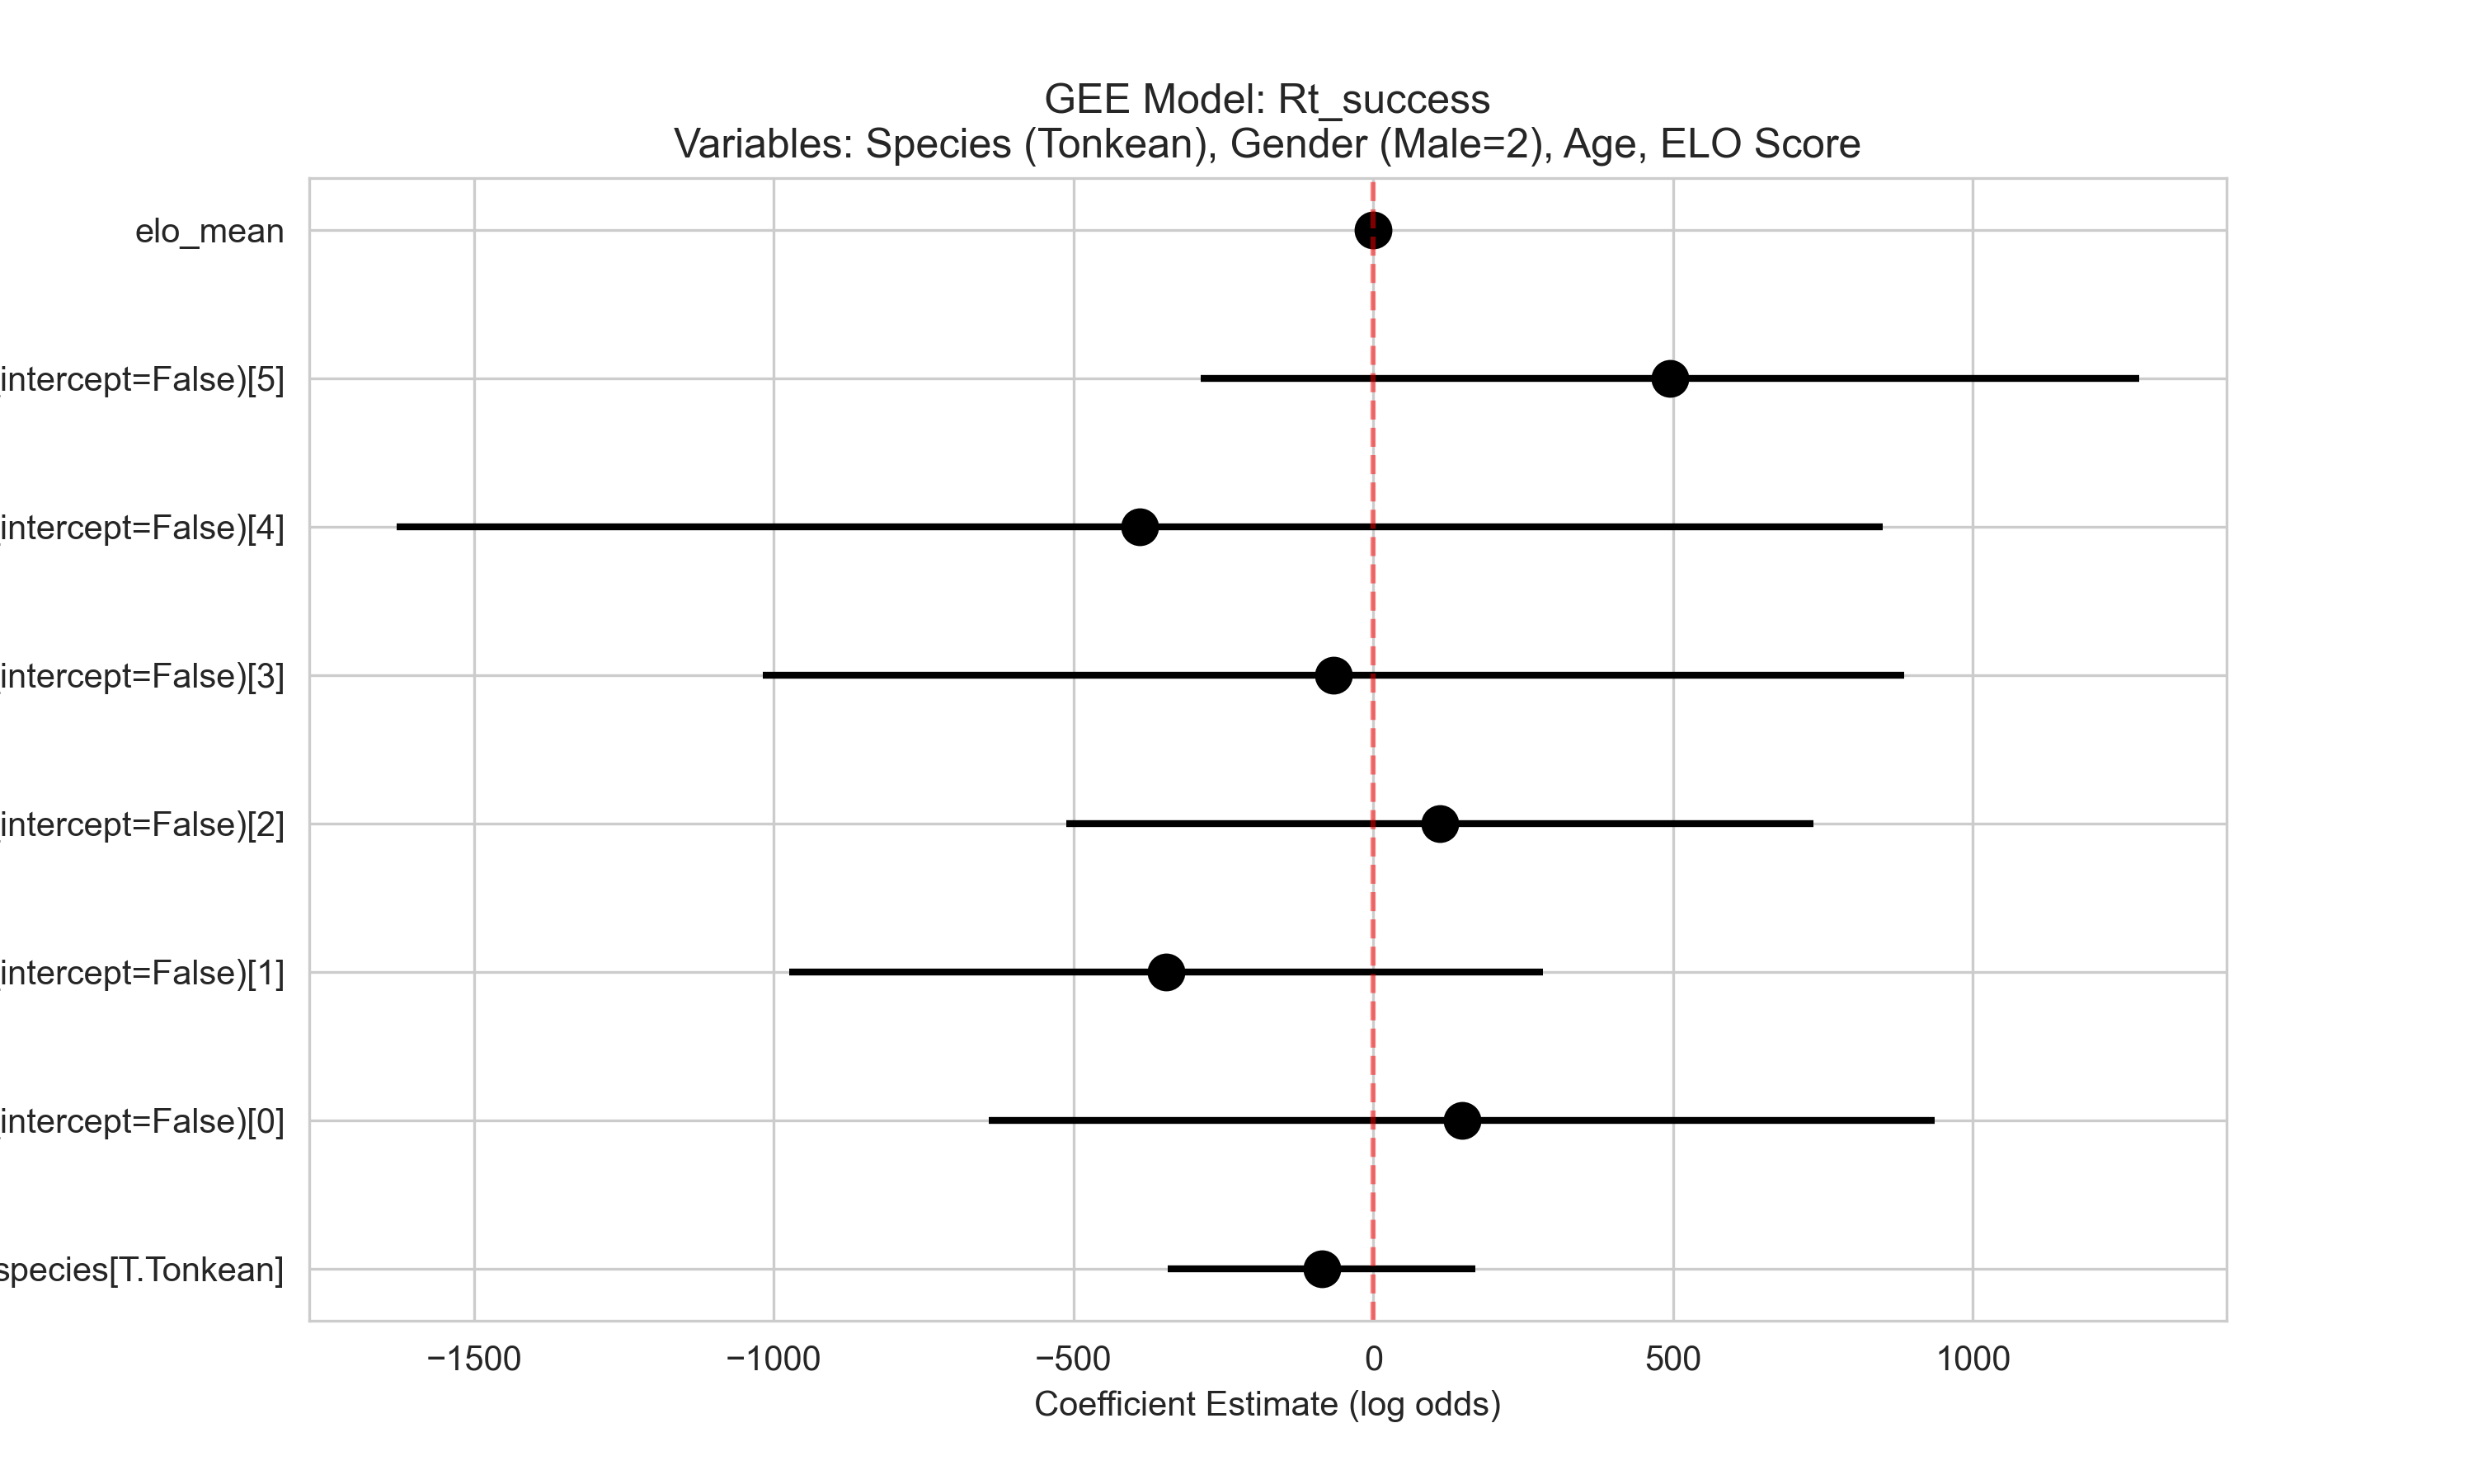 GEE Model: Rt_success
Variables: Species (Tonkean), Gender (Male=2), Age, ELO Score
elo_mean
intercept=False)[5]
intercept=False)[4]
intercept=False)[3]
intercept=False)[2]
intercept=False)[1]
intercept=False)[0]
species[T.Tonkean]
−1500 −1000 −500 0 500 1000
Coefficient Estimate (log odds)